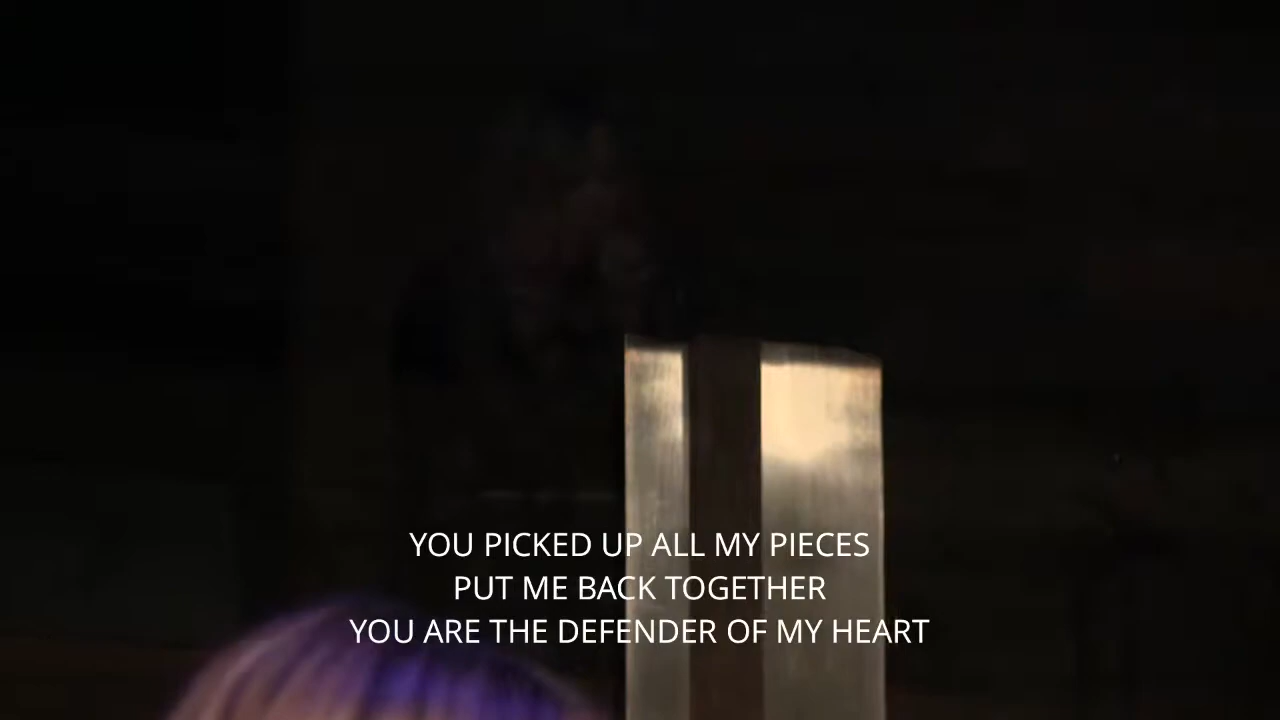 YOU PICKED UP ALL MY PIECES
PUT ME BACK TOGETHER
YOU ARE THE DEFENDER OF MY HEART